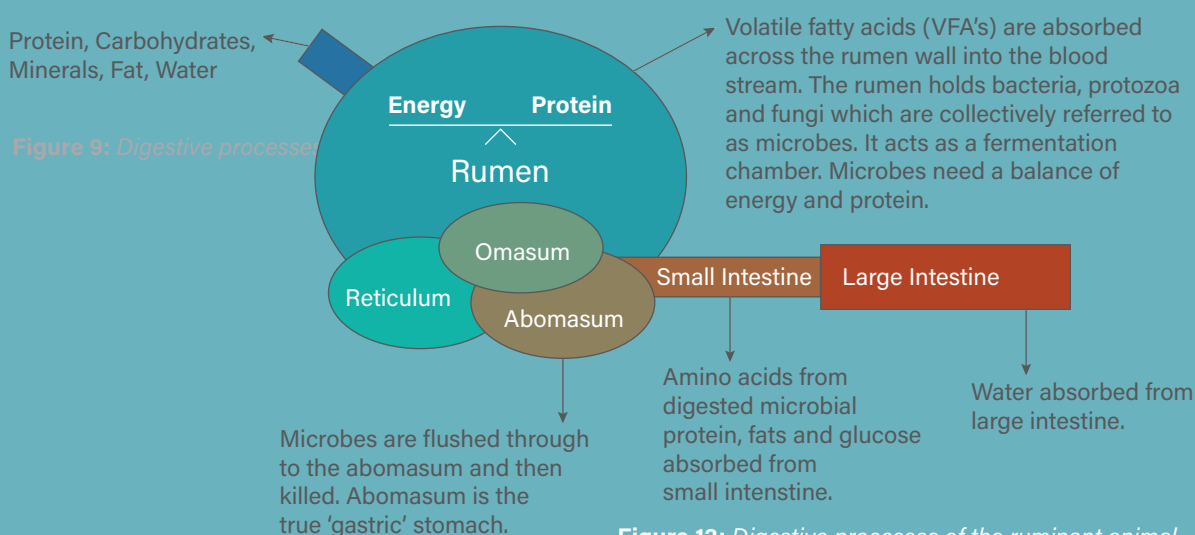 Protein, Carbohydrates,
Minerals, Fat, Water
Figure 9: Digestive processes
Energy Protein
Rumen
Omasum
Reticulum
Abomasum
Small Intestine
Large Intestine
Volatile fatty acids (VFA's) are absorbed
across the rumen wall into the blood
stream. The rumen holds bacteria, protozoa
and fungi which are collectively referred to
as microbes. It acts as a fermentation
chamber. Microbes need a balance of
energy and protein.
Microbes are flushed through
to the abomasum and then
killed. Abomasum is the
true 'gastric' stomach.
Amino acids from
digested microbial
protein, fats and glucose
absorbed from
small intenstine.
Water absorbed from
large intestine.
Figure 12: Digestive processes of the ruminant animal